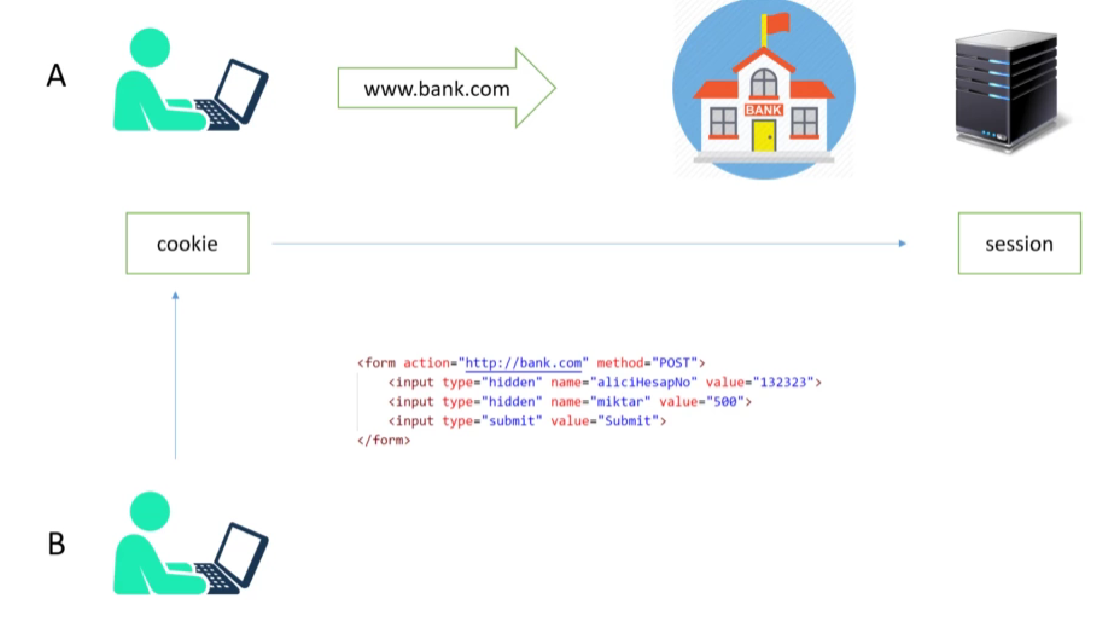 A
www.bank.com
BANK
cookie
session
<form action="http://bank.com" method="POST">
<input type="hidden" name="aliciHesapNo" value="132323">
<input type="hidden" name="miktar" value="500">
<input type="submit" value="Submit">
</form>
B